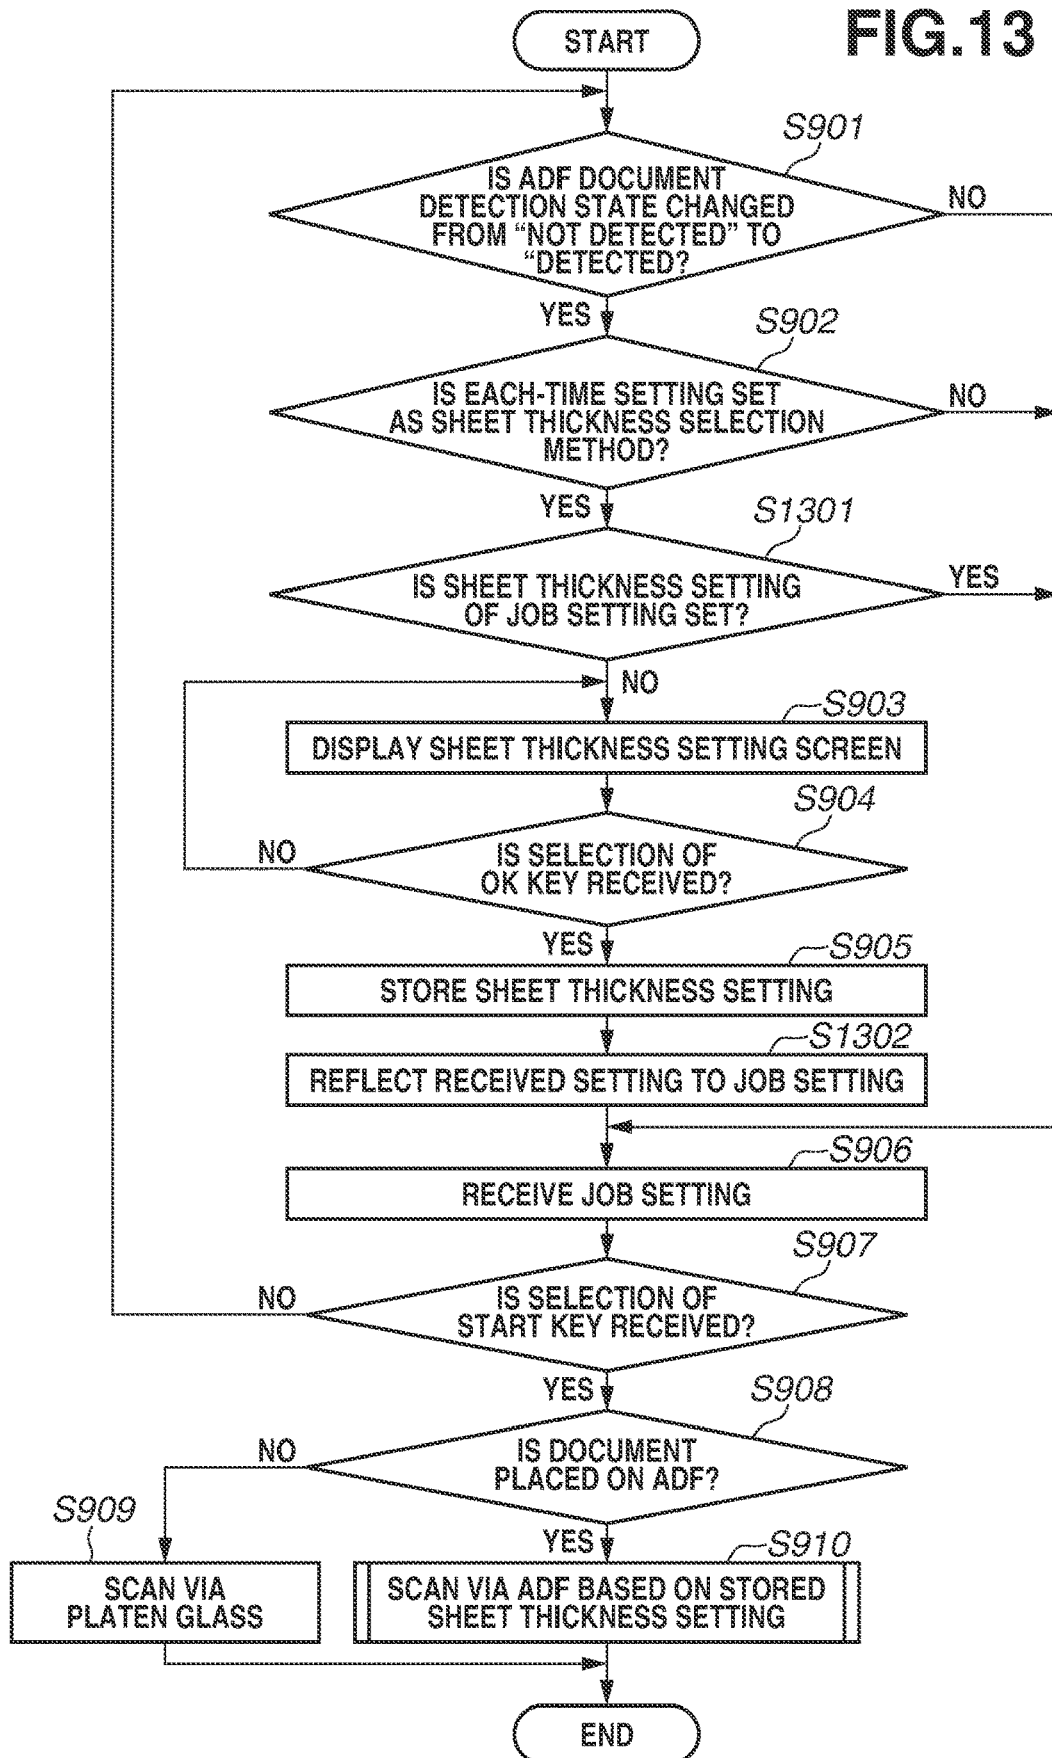 FIG.13
START
S901
IS ADF DOCUMENT
DETECTION STATE CHANGED
FROM “NOT DETECTED” TO
“DETECTED?
NO
YES
S902
IS EACH-TIME SETTING SET
AS SHEET THICKNESS SELECTION
METHOD?
NO
YES
S1301
IS SHEET THICKNESS SETTING
OF JOB SETTING SET?
YES
NO
S903
DISPLAY SHEET THICKNESS SETTING SCREEN
S904
IS SELECTION OF
OK KEY RECEIVED?
NO
YES
S905
STORE SHEET THICKNESS SETTING
S1302
REFLECT RECEIVED SETTING TO JOB SETTING
S906
RECEIVE JOB SETTING
S907
IS SELECTION OF
START KEY RECEIVED?
NO
YES
S908
IS DOCUMENT
PLACED ON ADF?
NO
YES
S909
SCAN VIA
PLATEN GLASS
S910
SCAN VIA ADF BASED ON STORED
SHEET THICKNESS SETTING
END